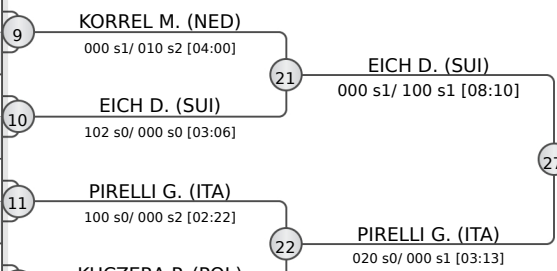 KORREL M. (NED)
9
000 s1/ 010 s2 [04:00]
EICH D. (SUI)
21
000 s1/ 100 s1 [08:10]
EICH D. (SUI)
10
102 s0/ 000 s0 [03:06]
27
PIRELLI G. (ITA)
11
100 s0/ 000 s2 [02:22]
PIRELLI G. (ITA)
22
020 s0/ 000 s1 [03:13]